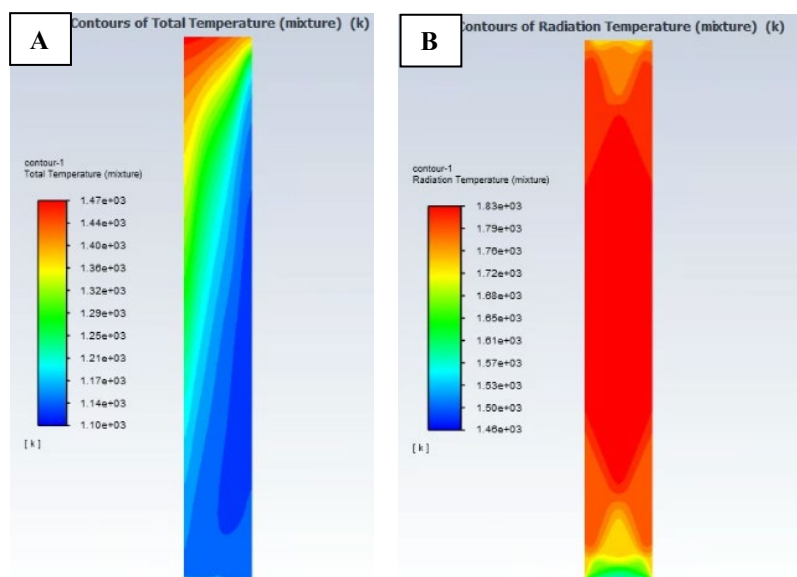 A
Contours of Total Temperature (mixture) (k)
contour-1
Total Temperature (mixture)
1.47e+03
1.44e+03
1.40e+03
1.36e+03
1.32e+03
1.29e+03
1.25e+03
1.21e+03
1.17e+03
1.14e+03
1.10e+03
[ k ]
B
Contours of Radiation Temperature (mixture) (k)
contour-1
Radiation Temperature (mixture)
1.83e+03
1.79e+03
1.76e+03
1.72e+03
1.68e+03
1.65e+03
1.61e+03
1.57e+03
1.53e+03
1.50e+03
1.46e+03
[ k ]